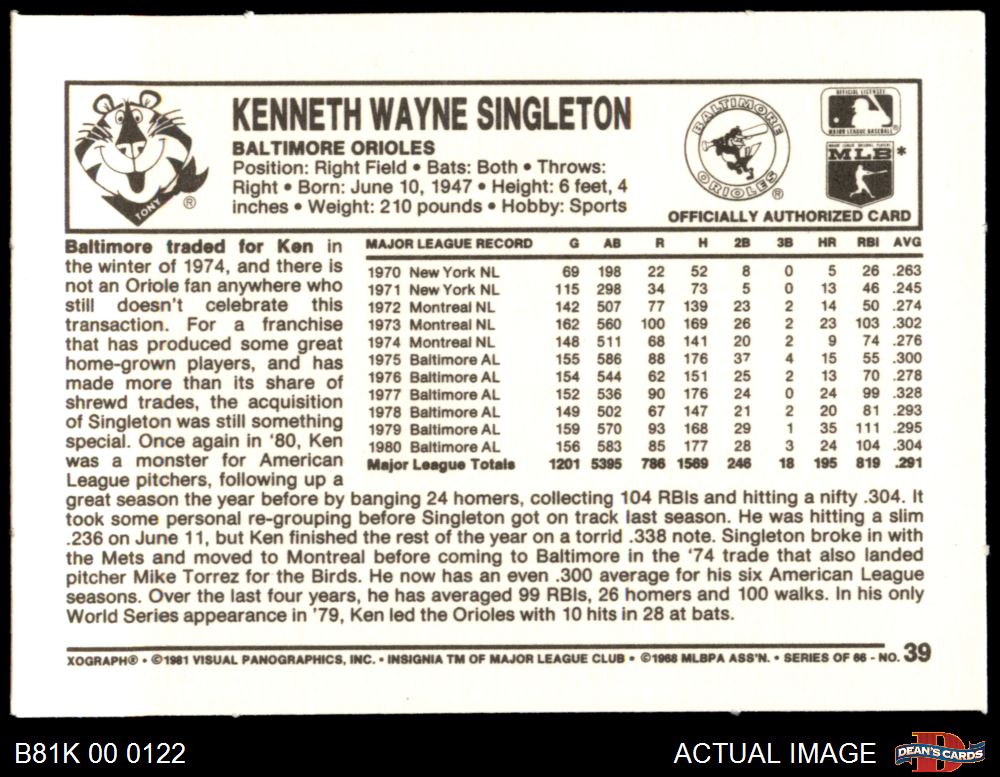 KENNETH WAYNE SINGLETON
BALTIMORE ORIOLES
Position: Right Field • Bats: Both • Throws:
Right • Born: June 10, 1947 • Height: 6 feet, 4
inches • Weight: 210 pounds • Hobby: Sports
TONY ®
BALTIMORE
ORIOLES ®
OFFICIAL LICENSEE
MAJOR LEAGUE BASEBALL ®
MLB *
OFFICIALLY AUTHORIZED CARD
Baltimore traded for Ken in
the winter of 1974, and there is
not an Oriole fan anywhere who
still doesn't celebrate this
transaction. For a franchise
that has produced some great
home-grown players, and has
made more than its share of
shrewd trades, the acquisition
of Singleton was still something
special. Once again in '80, Ken
was a monster for American
League pitchers, following up a
MAJOR LEAGUE RECORD G AB R H 2B 3B HR RBI AVG
1970 New York NL 69 198 22 52 8 0 5 26 .263
1971 New York NL 115 298 34 73 5 0 13 46 .245
1972 Montreal NL 142 507 77 139 23 2 14 50 .274
1973 Montreal NL 162 560 100 169 26 2 23 103 .302
1974 Montreal NL 148 511 68 141 20 2 9 74 .276
1975 Baltimore AL 155 586 88 176 37 4 15 55 .300
1976 Baltimore AL 154 544 62 151 25 2 13 70 .278
1977 Baltimore AL 152 536 90 176 24 0 24 99 .328
1978 Baltimore AL 149 502 67 147 21 2 20 81 .293
1979 Baltimore AL 159 570 93 168 29 1 35 111 .295
1980 Baltimore AL 156 583 85 177 28 3 24 104 .304
Major League Totals 1201 5395 786 1569 246 18 195 819 .291
great season the year before by banging 24 homers, collecting 104 RBIs and hitting a nifty .304. It
took some personal re-grouping before Singleton got on track last season. He was hitting a slim
.236 on June 11, but Ken finished the rest of the year on a torrid .338 note. Singleton broke in with
the Mets and moved to Montreal before coming to Baltimore in the '74 trade that also landed
pitcher Mike Torrez for the Birds. He now has an even .300 average for his six American League
seasons. Over the last four years, he has averaged 99 RBIs, 26 homers and 100 walks. In his only
World Series appearance in '79, Ken led the Orioles with 10 hits in 28 at bats.
XOGRAPH® • ©1981 VISUAL PANOGRAPHICS, INC. • INSIGNIA TM OF MAJOR LEAGUE CLUB • ©1968 MLBPA ASS'N. • SERIES OF 66 - NO. 39
B81K 00 0122
ACTUAL IMAGE
DEAN'S CARDS